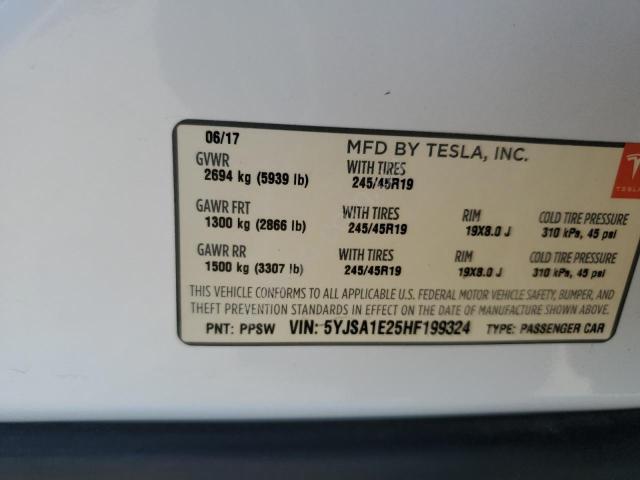 06/17 MFD BY TESLA, INC.
GVWR WITH TIRES
2694 kg (5939 lb) 245/45R19
TESLA
GAWR FRT WITH TIRES RIM COLD TIRE PRESSURE
1300 kg (2866 lb) 245/45R19 19X8.0 J 310 kPa, 45 psi
GAWR RR WITH TIRES RIM COLD TIRE PRESSURE
1500 kg (3307 lb) 245/45R19 19X8.0 J 310 kPa, 45 psi
THIS VEHICLE CONFORMS TO ALL APPLICABLE U.S. FEDERAL MOTOR VEHICLE SAFETY, BUMPER, AND
THEFT PREVENTION STANDARDS IN EFFECT ON THE DATE OF MANUFACTURE SHOWN ABOVE.
PNT: PPSW VIN: 5YJSA1E25HF199324 TYPE: PASSENGER CAR